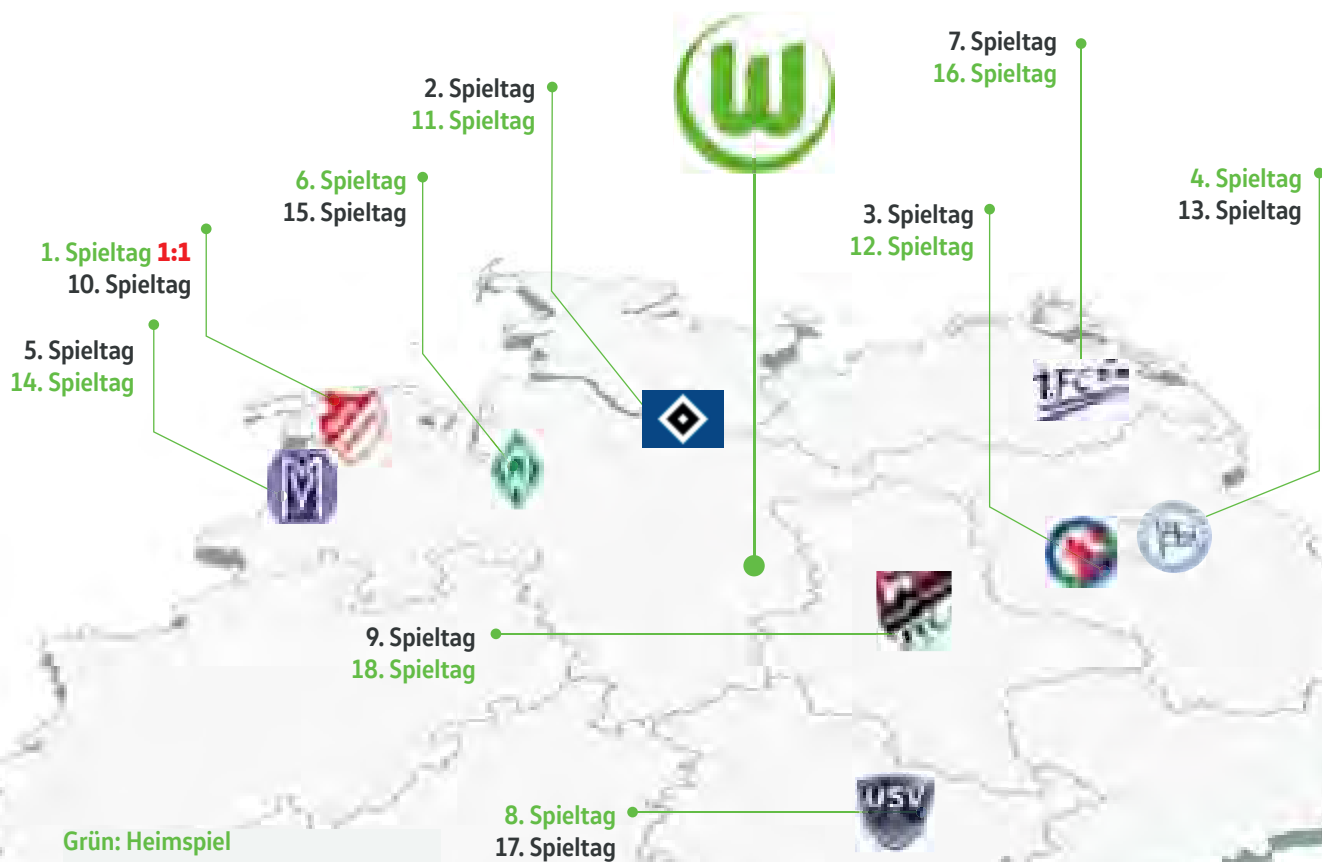 7. Spieltag
16. Spieltag
2. Spieltag
11. Spieltag
6. Spieltag
15. Spieltag
4. Spieltag
13. Spieltag
3. Spieltag
12. Spieltag
1. Spieltag 1:1
10. Spieltag
5. Spieltag
14. Spieltag
W
1.FC
M
W
9. Spieltag
18. Spieltag
USV
8. Spieltag
17. Spieltag
Grün: Heimspiel